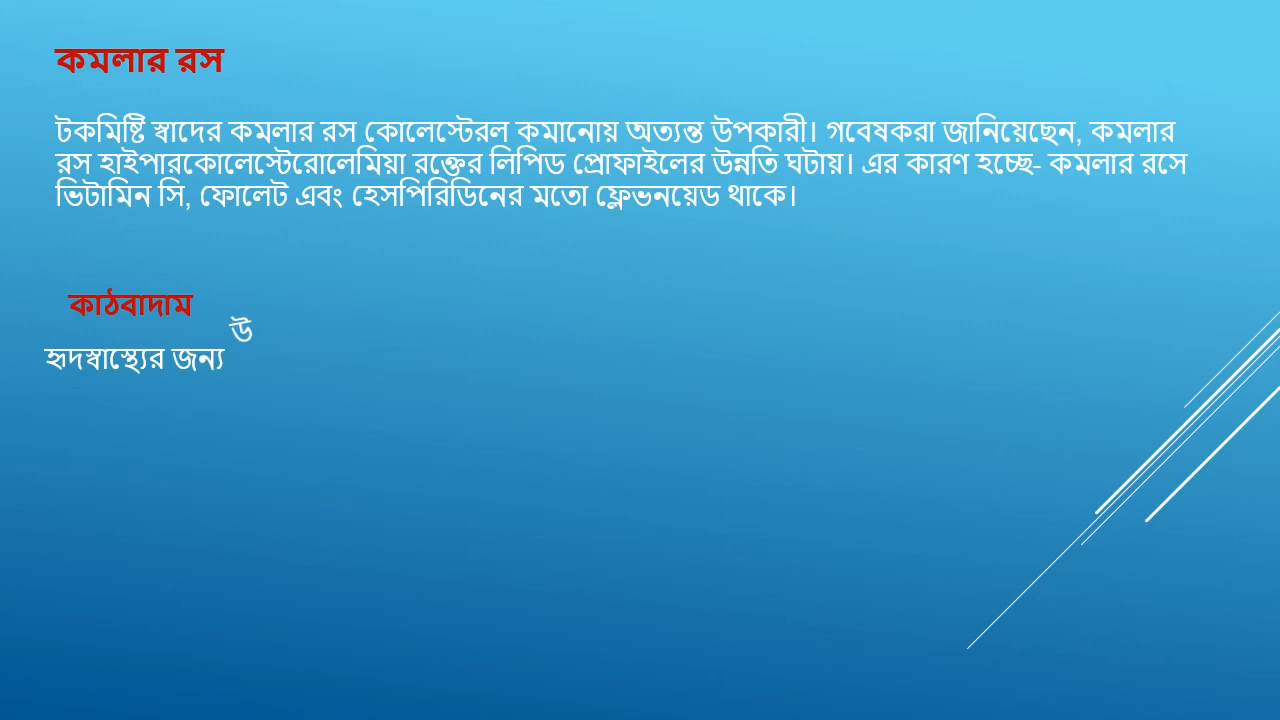 কমলার রস
টকমিষ্টি স্বাদের কমলার রস কোলেস্টেরল কমানোয় অত্যন্ত উপকারী। গবেষকরা জানিয়েছেন, কমলার
রস হাইপারকোলেস্টেরোলেমিয়া রক্তের লিপিড প্রোফাইলের উন্নতি ঘটায়। এর কারণ হচ্ছে- কমলার রসে
ভিটামিন সি, ফোলেট এবং হেসপিরিডিনের মতো ফ্লেভনয়েড থাকে।
কাঠবাদাম
হৃদস্বাস্থ্যের জন্য উ